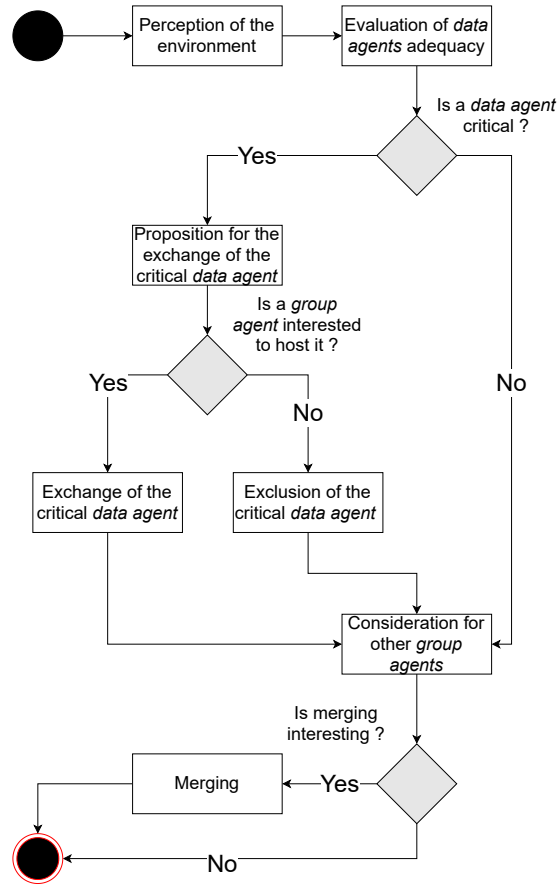 Perception of the
environment
Evaluation of data
agents adequacy
Is a data agent
critical ?
Yes
Proposition for the
exchange of the
critical data agent
Is a group
agent interested
to host it ?
Yes
No
No
Exchange of the
critical data agent
Exclusion of the
critical data agent
Consideration for
other group
agents
Is merging
interesting ?
Merging
Yes
No